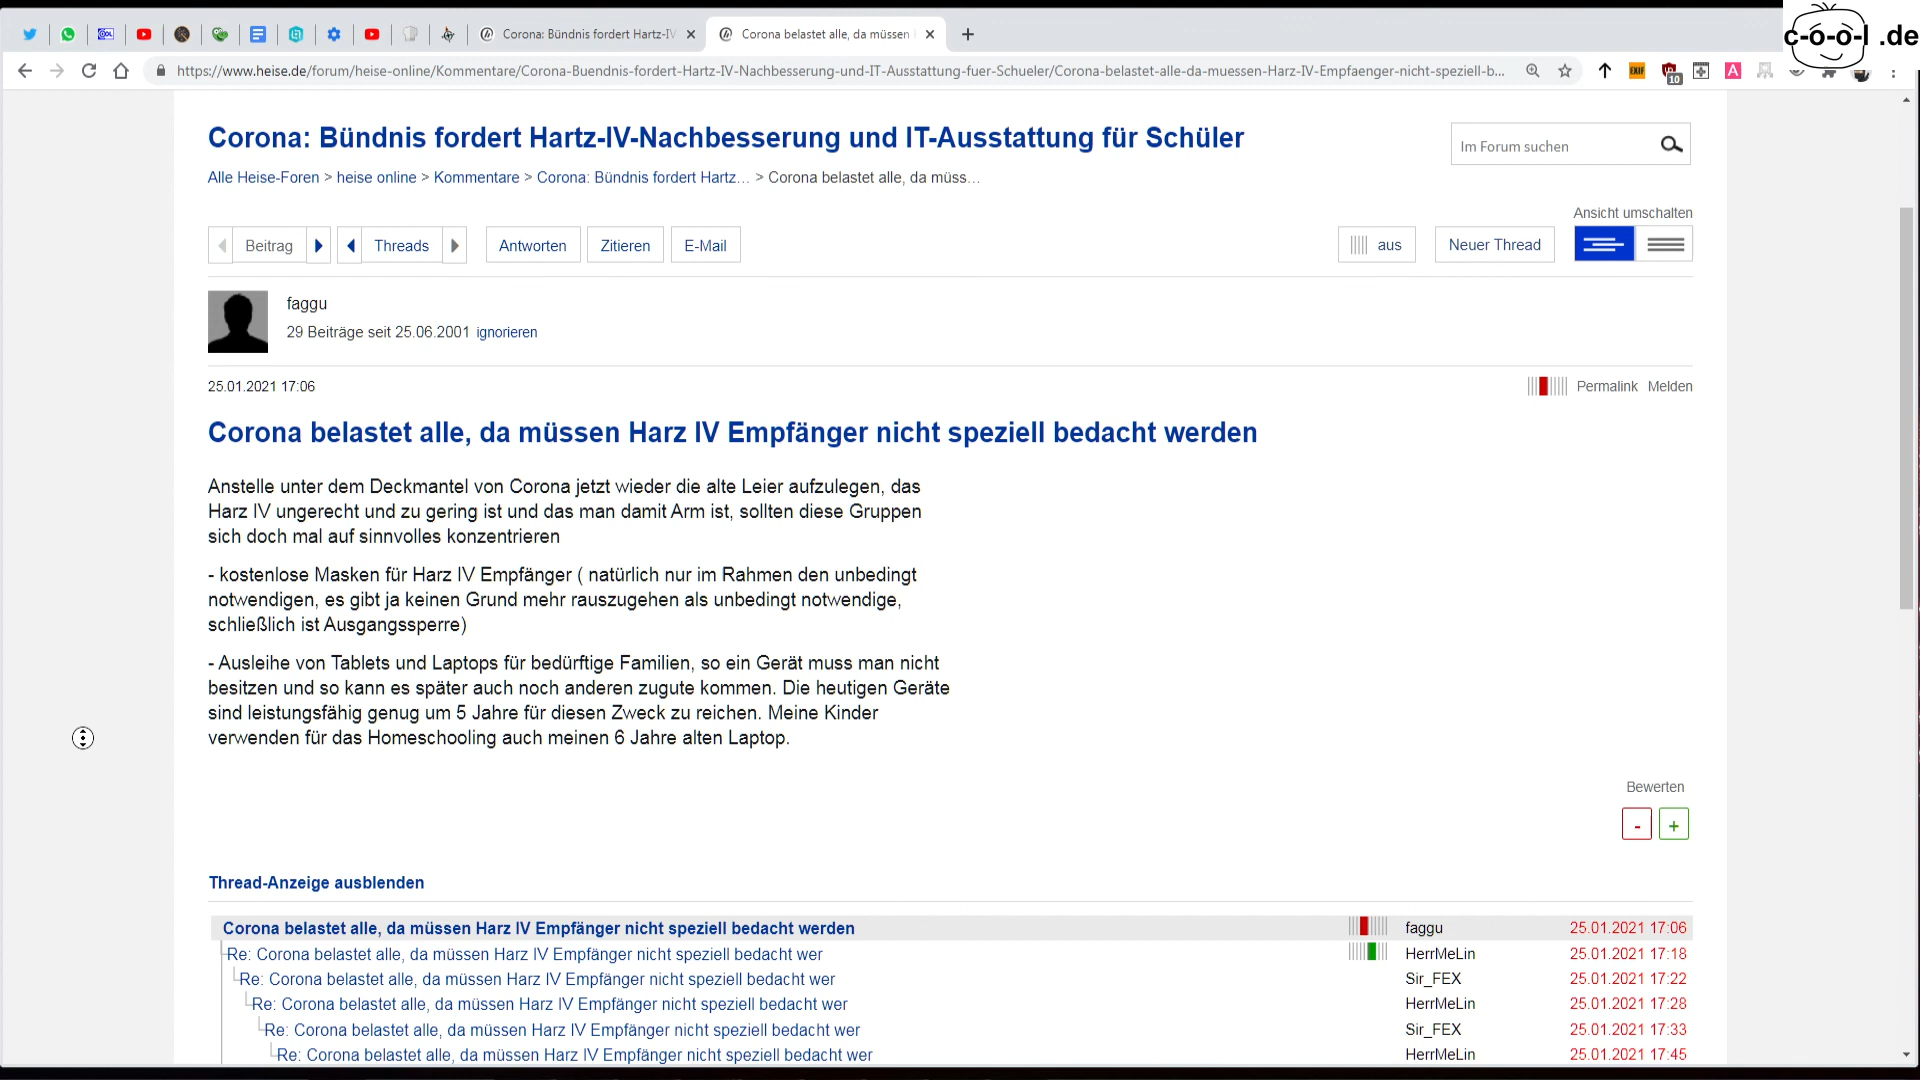 Corona: Bündnis fordert Hartz-IV
Corona belastet alle, da müssen
c-o-o-l .de
https://www.heise.de/forum/heise-online/Kommentare/Corona-Buendnis-fordert-Hartz-IV-Nachbesserung-und-IT-Ausstattung-fuer-Schueler/Corona-belastet-alle-da-muessen-Harz-IV-Empfaenger-nicht-speziell-b...
EXIF
10
A
Corona: Bündnis fordert Hartz-IV-Nachbesserung und IT-Ausstattung für Schüler
Im Forum suchen
Alle Heise-Foren > heise online > Kommentare > Corona: Bündnis fordert Hartz... > Corona belastet alle, da müss...
Ansicht umschalten
Beitrag Threads Antworten Zitieren E-Mail aus Neuer Thread
faggu
29 Beiträge seit 25.06.2001 ignorieren
25.01.2021 17:06 Permalink Melden
Corona belastet alle, da müssen Harz IV Empfänger nicht speziell bedacht werden
Anstelle unter dem Deckmantel von Corona jetzt wieder die alte Leier aufzulegen, das
Harz IV ungerecht und zu gering ist und das man damit Arm ist, sollten diese Gruppen
sich doch mal auf sinnvolles konzentrieren
- kostenlose Masken für Harz IV Empfänger ( natürlich nur im Rahmen den unbedingt
notwendigen, es gibt ja keinen Grund mehr rauszugehen als unbedingt notwendige,
schließlich ist Ausgangssperre)
- Ausleihe von Tablets und Laptops für bedürftige Familien, so ein Gerät muss man nicht
besitzen und so kann es später auch noch anderen zugute kommen. Die heutigen Geräte
sind leistungsfähig genug um 5 Jahre für diesen Zweck zu reichen. Meine Kinder
verwenden für das Homeschooling auch meinen 6 Jahre alten Laptop.
Bewerten
- +
Thread-Anzeige ausblenden
Corona belastet alle, da müssen Harz IV Empfänger nicht speziell bedacht werden faggu 25.01.2021 17:06
Re: Corona belastet alle, da müssen Harz IV Empfänger nicht speziell bedacht wer HerrMeLin 25.01.2021 17:18
Re: Corona belastet alle, da müssen Harz IV Empfänger nicht speziell bedacht wer Sir_FEX 25.01.2021 17:22
Re: Corona belastet alle, da müssen Harz IV Empfänger nicht speziell bedacht wer HerrMeLin 25.01.2021 17:28
Re: Corona belastet alle, da müssen Harz IV Empfänger nicht speziell bedacht wer Sir_FEX 25.01.2021 17:33
Re: Corona belastet alle, da müssen Harz IV Empfänger nicht speziell bedacht wer HerrMeLin 25.01.2021 17:45